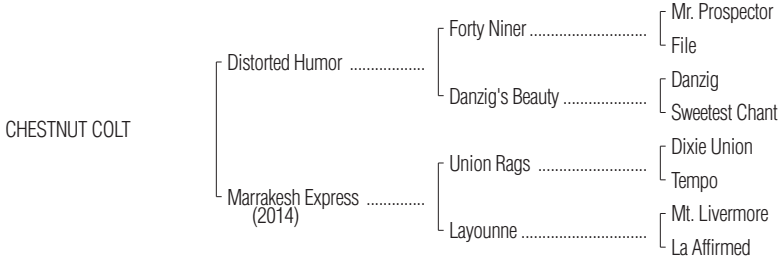 Mr. Prospector
Forty Niner ..............................
File
Distorted Humor ...................
Danzig
Danzig's Beauty .....................
Sweetest Chant
CHESTNUT COLT
Dixie Union
Union Rags ............................
Tempo
Marrakesh Express ..............
(2014)
Mt. Livermore
Layounne ................................
La Affirmed